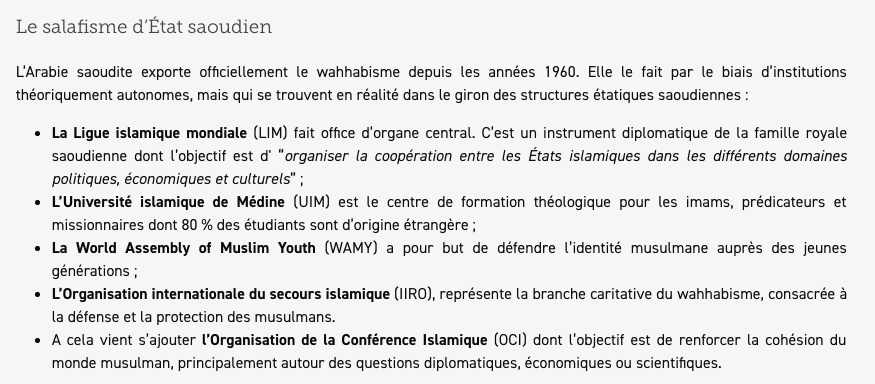 Le salafisme d’État saoudien
L’Arabie saoudite exporte officiellement le wahhabisme depuis les années 1960. Elle le fait par le biais d’institutions
théoriquement autonomes, mais qui se trouvent en réalité dans le giron des structures étatiques saoudiennes :
• La Ligue islamique mondiale (LIM) fait office d’organe central. C’est un instrument diplomatique de la famille royale
saoudienne dont l’objectif est d' “organiser la coopération entre les États islamiques dans les différents domaines
politiques, économiques et culturels” ;
• L’Université islamique de Médine (UIM) est le centre de formation théologique pour les imams, prédicateurs et
missionnaires dont 80 % des étudiants sont d’origine étrangère ;
• La World Assembly of Muslim Youth (WAMY) a pour but de défendre l’identité musulmane auprès des jeunes
générations ;
• L’Organisation internationale du secours islamique (IIRO), représente la branche caritative du wahhabisme, consacrée à
la défense et la protection des musulmans.
• A cela vient s’ajouter l’Organisation de la Conférence Islamique (OCI) dont l’objectif est de renforcer la cohésion du
monde musulman, principalement autour des questions diplomatiques, économiques ou scientifiques.